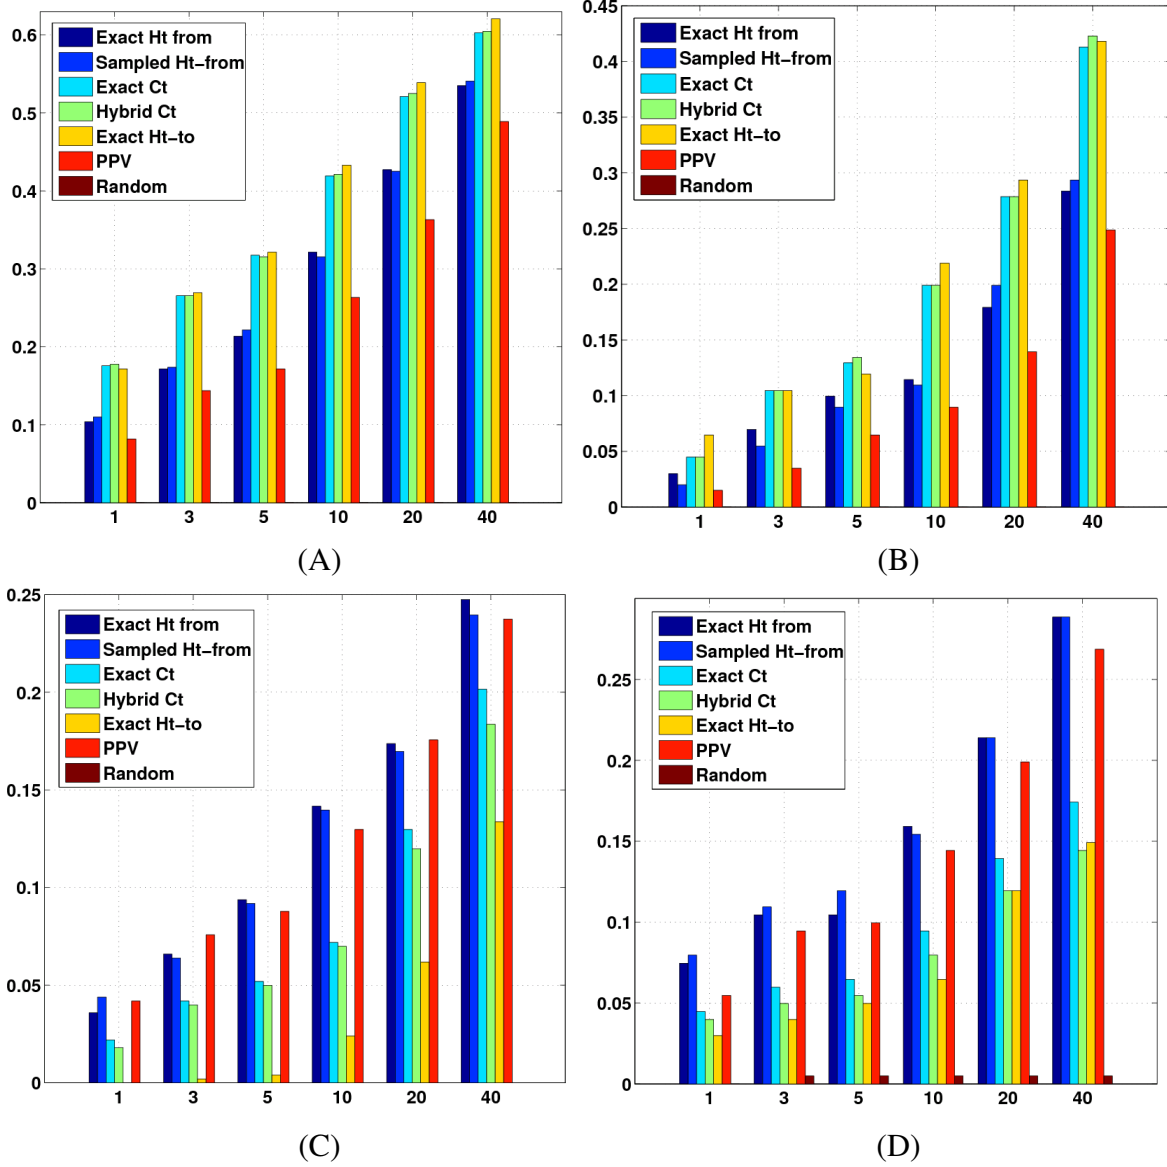 0.6
0.5
0.4
0.3
0.2
0.1
0
Exact Ht from
Sampled Ht-from
Exact Ct
Hybrid Ct
Exact Ht-to
PPV
Random
1 3 5 10 20 40
(A)
0.45
0.4
0.35
0.3
0.25
0.2
0.15
0.1
0.05
0
Exact Ht from
Sampled Ht-from
Exact Ct
Hybrid Ct
Exact Ht-to
PPV
Random
1 3 5 10 20 40
(B)
0.25
0.2
0.15
0.1
0.05
0
Exact Ht from
Sampled Ht-from
Exact Ct
Hybrid Ct
Exact Ht-to
PPV
Random
1 3 5 10 20 40
(C)
0.25
0.2
0.15
0.1
0.05
0
Exact Ht from
Sampled Ht-from
Exact Ct
Hybrid Ct
Exact Ht-to
PPV
Random
1 3 5 10 20 40
(D)